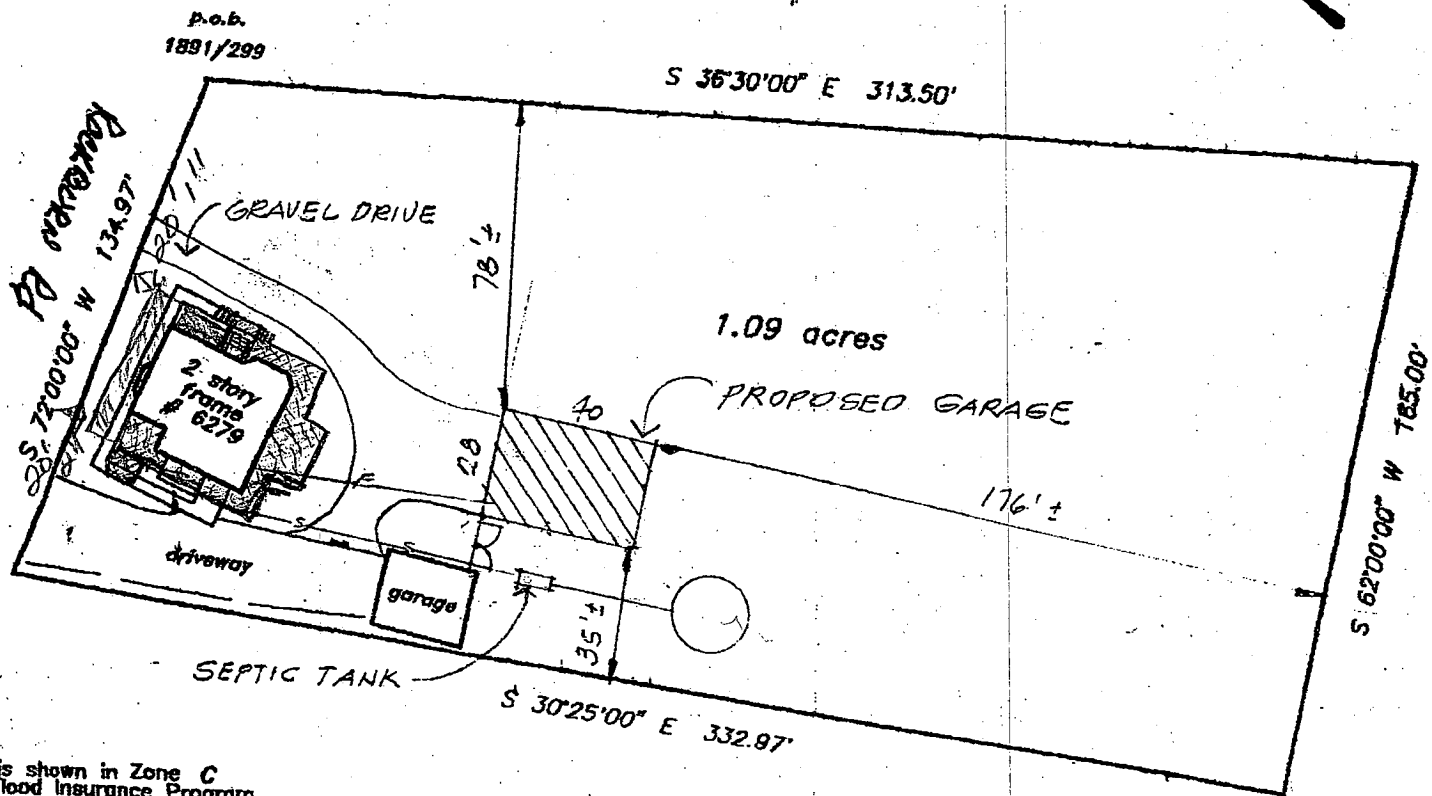 p.o.b.
1891/299
S 36°30'00" E 313.50'
S 72°00'00" W 134.97'
GRAVEL DRIVE
78'±
1.09 acres
2 story
frame
# 6279
40
PROPOSED GARAGE
28
176'±
S 62°00'00" W 185.00'
E
S
S
driveway
garage
35'±
SEPTIC TANK
S 30°25'00" E 332.97'
is shown in Zone C
lood Insurance Program